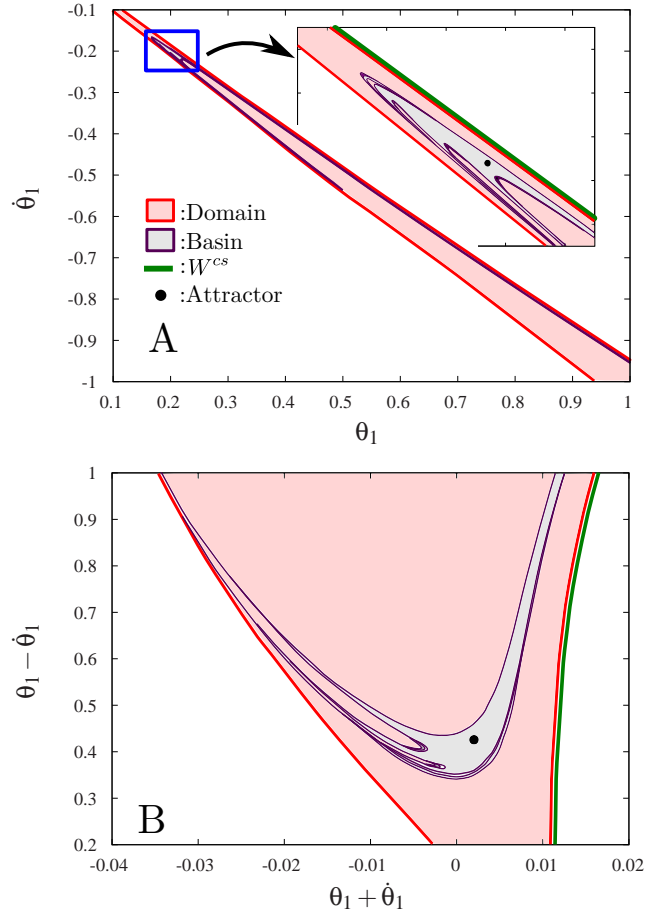 -0.1
-0.2
-0.3
-0.4
-0.5
-0.6
-0.7
-0.8
-0.9
-1
θ̇₁
:Domain
:Basin
:W^cs
:Attractor
A
0.1 0.2 0.3 0.4 0.5 0.6 0.7 0.8 0.9 1
θ₁
1
0.9
0.8
0.7
0.6
0.5
0.4
0.3
0.2
θ₁ − θ̇₁
B
-0.04 -0.03 -0.02 -0.01 0 0.01 0.02
θ₁ + θ̇₁